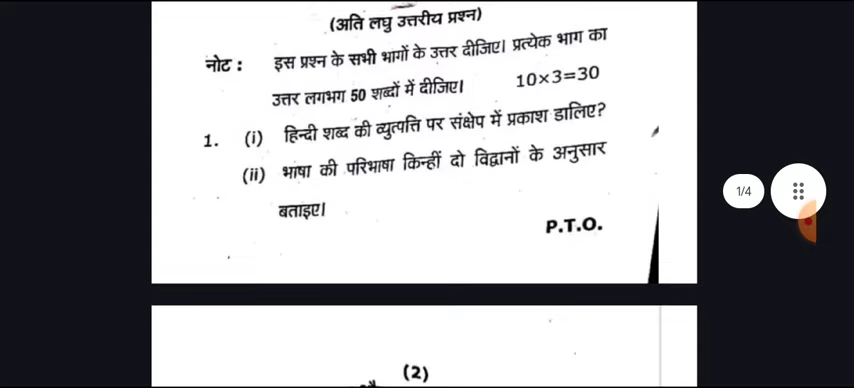 (अति लघु उत्तरीय प्रश्न)
नोट : इस प्रश्न के सभी भागों के उत्तर दीजिए। प्रत्येक भाग का
उत्तर लगभग 50 शब्दों में दीजिए। 10×3=30
1. (i) हिन्दी शब्द की व्युत्पत्ति पर संक्षेप में प्रकाश डालिए?
(ii) भाषा की परिभाषा किन्हीं दो विद्वानों के अनुसार
बताइए।
1/4
P.T.O.
(2)